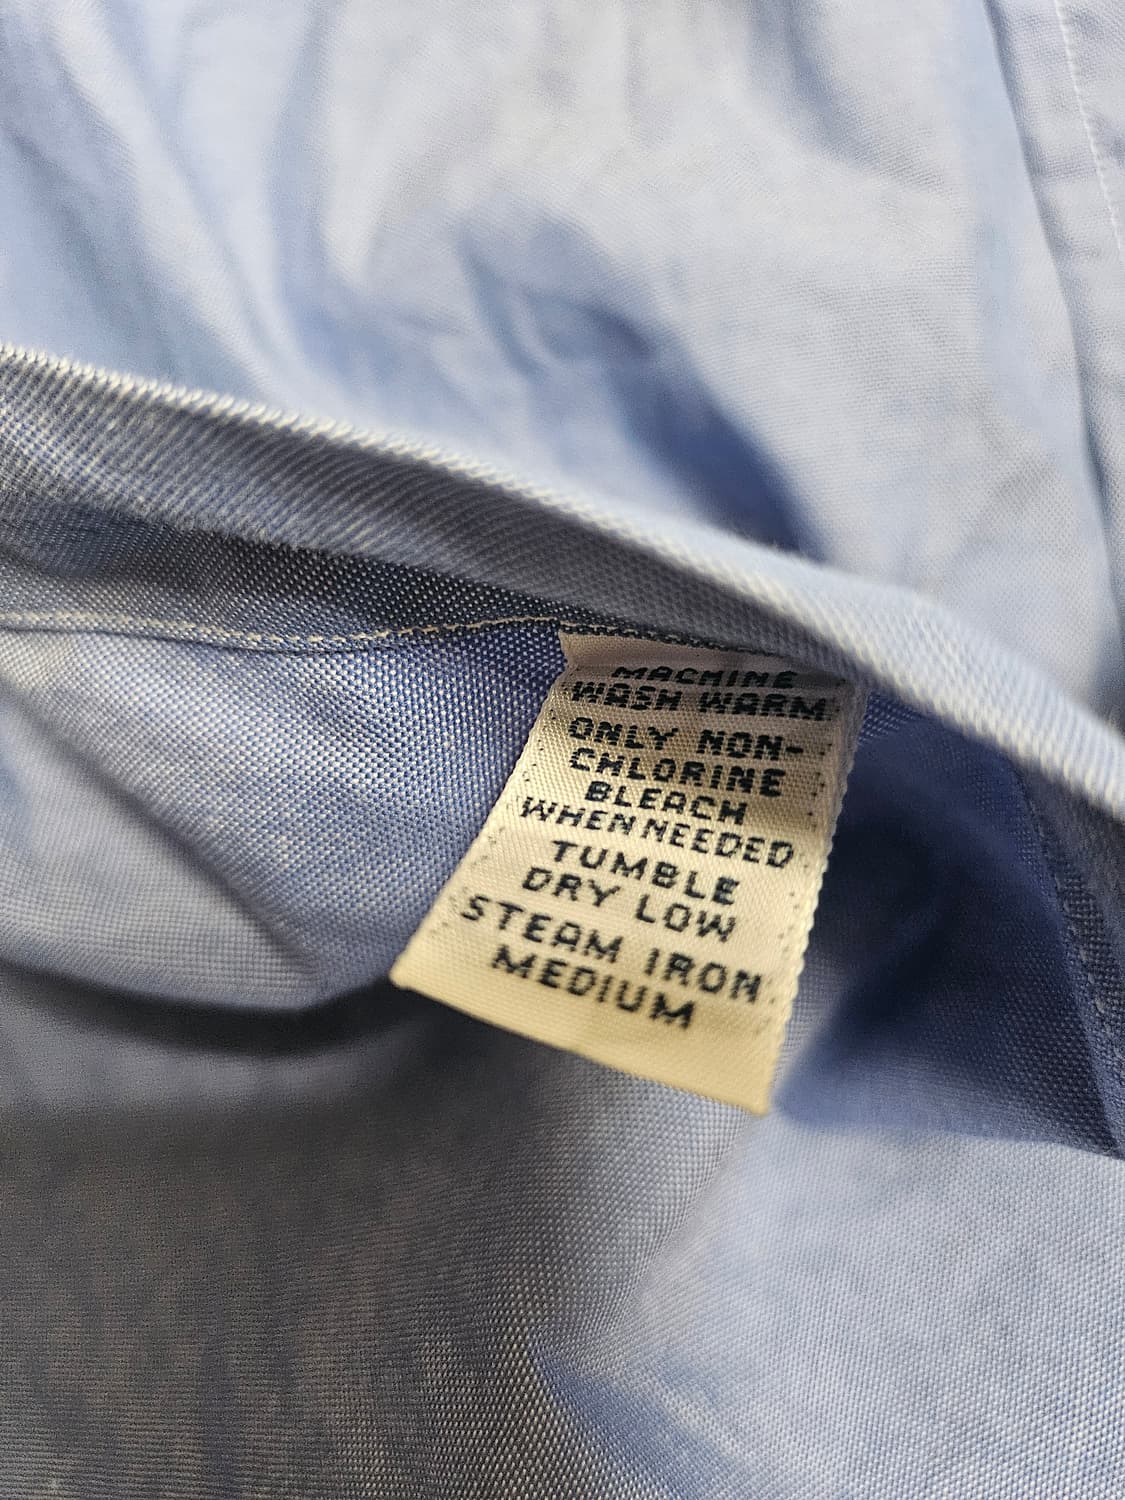 MACHINE
WASH WARM
ONLY NON-
CHLORINE
BLEACH
WHEN NEEDED
TUMBLE
DRY LOW
STEAM IRON
MEDIUM